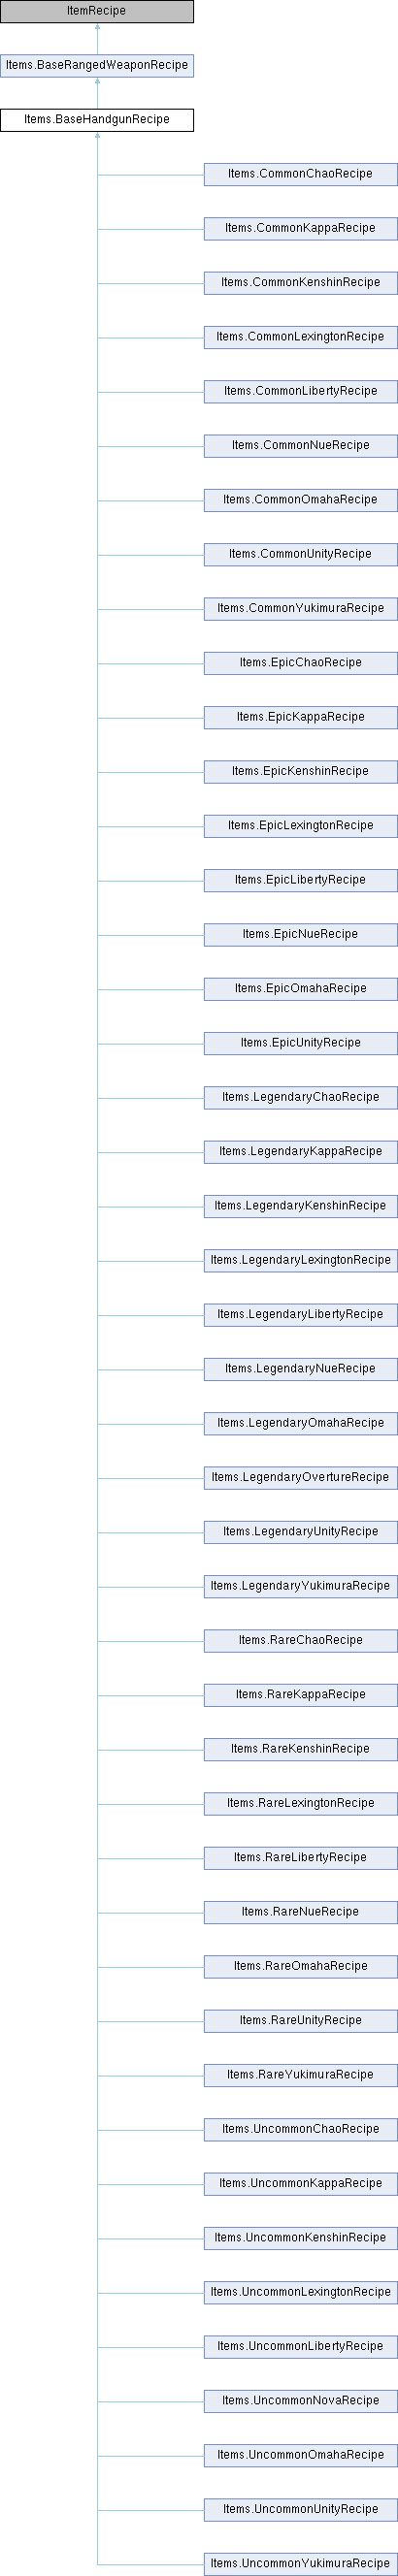 ItemRecipe
Items.BaseRangedWeaponRecipe
Items.BaseHandgunRecipe
Items.CommonChaoRecipe
Items.CommonKappaRecipe
Items.CommonKenshinRecipe
Items.CommonLexingtonRecipe
Items.CommonLibertyRecipe
Items.CommonNueRecipe
Items.CommonOmahaRecipe
Items.CommonUnityRecipe
Items.CommonYukimuraRecipe
Items.EpicChaoRecipe
Items.EpicKappaRecipe
Items.EpicKenshinRecipe
Items.EpicLexingtonRecipe
Items.EpicLibertyRecipe
Items.EpicNueRecipe
Items.EpicOmahaRecipe
Items.EpicUnityRecipe
Items.LegendaryChaoRecipe
Items.LegendaryKappaRecipe
Items.LegendaryKenshinRecipe
Items.LegendaryLexingtonRecipe
Items.LegendaryLibertyRecipe
Items.LegendaryNueRecipe
Items.LegendaryOmahaRecipe
Items.LegendaryOvertureRecipe
Items.LegendaryUnityRecipe
Items.LegendaryYukimuraRecipe
Items.RareChaoRecipe
Items.RareKappaRecipe
Items.RareKenshinRecipe
Items.RareLexingtonRecipe
Items.RareLibertyRecipe
Items.RareNueRecipe
Items.RareOmahaRecipe
Items.RareUnityRecipe
Items.RareYukimuraRecipe
Items.UncommonChaoRecipe
Items.UncommonKappaRecipe
Items.UncommonKenshinRecipe
Items.UncommonLexingtonRecipe
Items.UncommonLibertyRecipe
Items.UncommonNovaRecipe
Items.UncommonOmahaRecipe
Items.UncommonUnityRecipe
Items.UncommonYukimuraRecipe